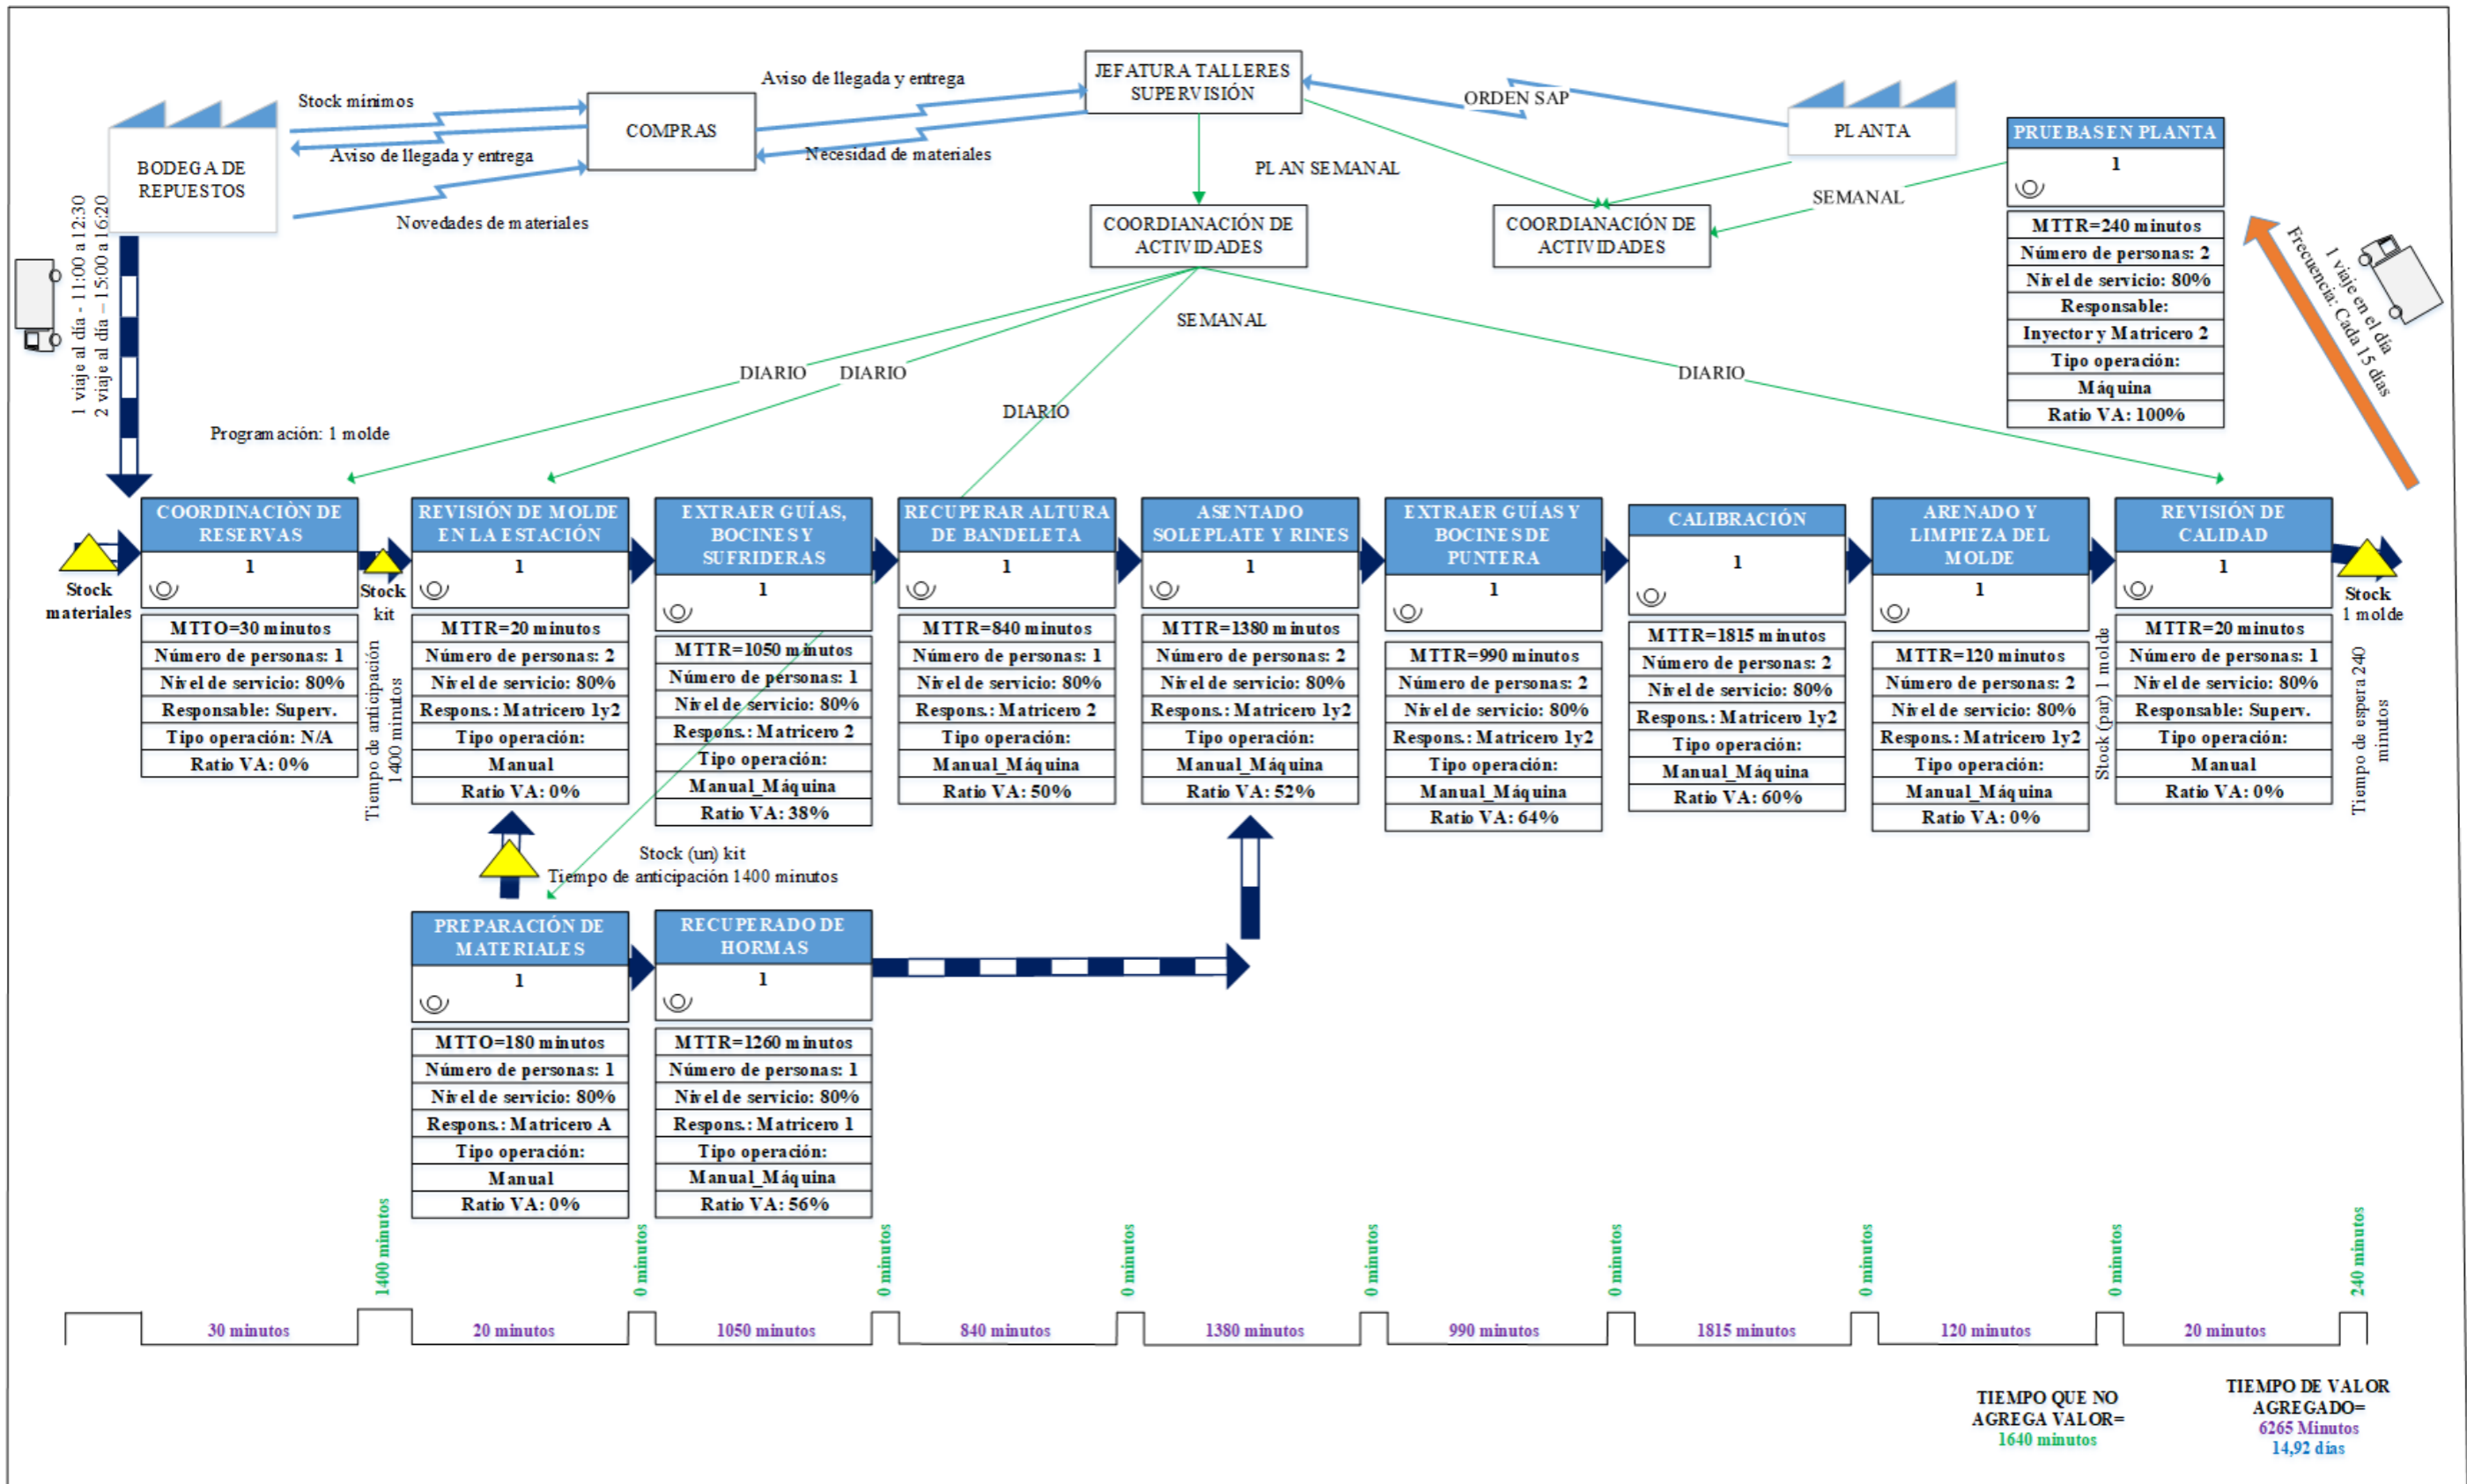 JEFATURA TALLERES
SUPERVISIÓN
Aviso de llegada y entrega
Stock mínimos
ORDEN SAP
COMPRAS
PLANTA
Aviso de llegada y entrega
Necesidad de materiales
BODEGA DE
REPUESTOS
Novedades de materiales
PLAN SEMANAL
COORDIANACIÓN DE
ACTIVIDADES
COORDIANACIÓN DE
ACTIVIDADES
SEMANAL
PRUEBAS EN PLANTA
1
MTTR=240 minutos
Número de personas: 2
Nivel de servicio: 80%
Responsable:
Inyector y Matricero 2
Tipo operación:
Máquina
Ratio VA: 100%
1 viaje en el día
Frecuencia: Cada 15 días
1 viaje al día - 11:00 a 12:30
2 viaje al día – 15:00 a 16:20
SEMANAL
DIARIO
DIARIO
DIARIO
DIARIO
Programación: 1 molde
Stock
materiales
COORDINACIÒN DE
RESERVAS
1
MTTO=30 minutos
Número de personas: 1
Nivel de servicio: 80%
Responsable: Superv.
Tipo operación: N/A
Ratio VA: 0%
Stock
kit
Tiempo de anticipación
1400 minutos
REVISIÓN DE MOLDE
EN LA ESTACIÓN
1
MTTR=20 minutos
Número de personas: 2
Nivel de servicio: 80%
Respons.: Matricero 1y2
Tipo operación:
Manual
Ratio VA: 0%
EXTRAER GUÍAS,
BOCINES Y
SUFRIDERAS
1
MTTR=1050 minutos
Número de personas: 1
Nivel de servicio: 80%
Respons.: Matricero 2
Tipo operación:
Manual_Máquina
Ratio VA: 38%
RECUPERAR ALTURA
DE BANDELETA
1
MTTR=840 minutos
Número de personas: 1
Nivel de servicio: 80%
Respons.: Matricero 2
Tipo operación:
Manual_Máquina
Ratio VA: 50%
ASENTADO
SOLEPLATE Y RINES
1
MTTR=1380 minutos
Número de personas: 2
Nivel de servicio: 80%
Respons.: Matricero 1y2
Tipo operación:
Manual_Máquina
Ratio VA: 52%
EXTRAER GUÍAS Y
BOCINES DE
PUNTERA
1
MTTR=990 minutos
Número de personas: 2
Nivel de servicio: 80%
Respons.: Matricero 1y2
Tipo operación:
Manual_Máquina
Ratio VA: 64%
CALIBRACIÓN
1
MTTR=1815 minutos
Número de personas: 2
Nivel de servicio: 80%
Respons.: Matricero 1y2
Tipo operación:
Manual_Máquina
Ratio VA: 60%
ARENADO Y
LIMPIEZA DEL
MOLDE
1
MTTR=120 minutos
Número de personas: 2
Nivel de servicio: 80%
Respons.: Matricero 1y2
Tipo operación:
Manual_Máquina
Ratio VA: 0%
Stock (par) 1 molde
REVISIÓN DE
CALIDAD
1
MTTR=20 minutos
Número de personas: 1
Nivel de servicio: 80%
Responsable: Superv.
Tipo operación:
Manual
Ratio VA: 0%
Stock
1 molde
Tiempo de espera 240
minutos
Stock (un) kit
Tiempo de anticipación 1400 minutos
PREPARACIÓN DE
MATERIALES
1
MTTO=180 minutos
Número de personas: 1
Nivel de servicio: 80%
Respons.: Matricero A
Tipo operación:
Manual
Ratio VA: 0%
RECUPERADO DE
HORMAS
1
MTTR=1260 minutos
Número de personas: 1
Nivel de servicio: 80%
Respons.: Matricero 1
Tipo operación:
Manual_Máquina
Ratio VA: 56%
1400 minutos
0 minutos
0 minutos
0 minutos
0 minutos
0 minutos
0 minutos
0 minutos
240 minutos
30 minutos
20 minutos
1050 minutos
840 minutos
1380 minutos
990 minutos
1815 minutos
120 minutos
20 minutos
TIEMPO QUE NO
AGREGA VALOR=
1640 minutos
TIEMPO DE VALOR
AGREGADO=
6265 Minutos
14,92 días